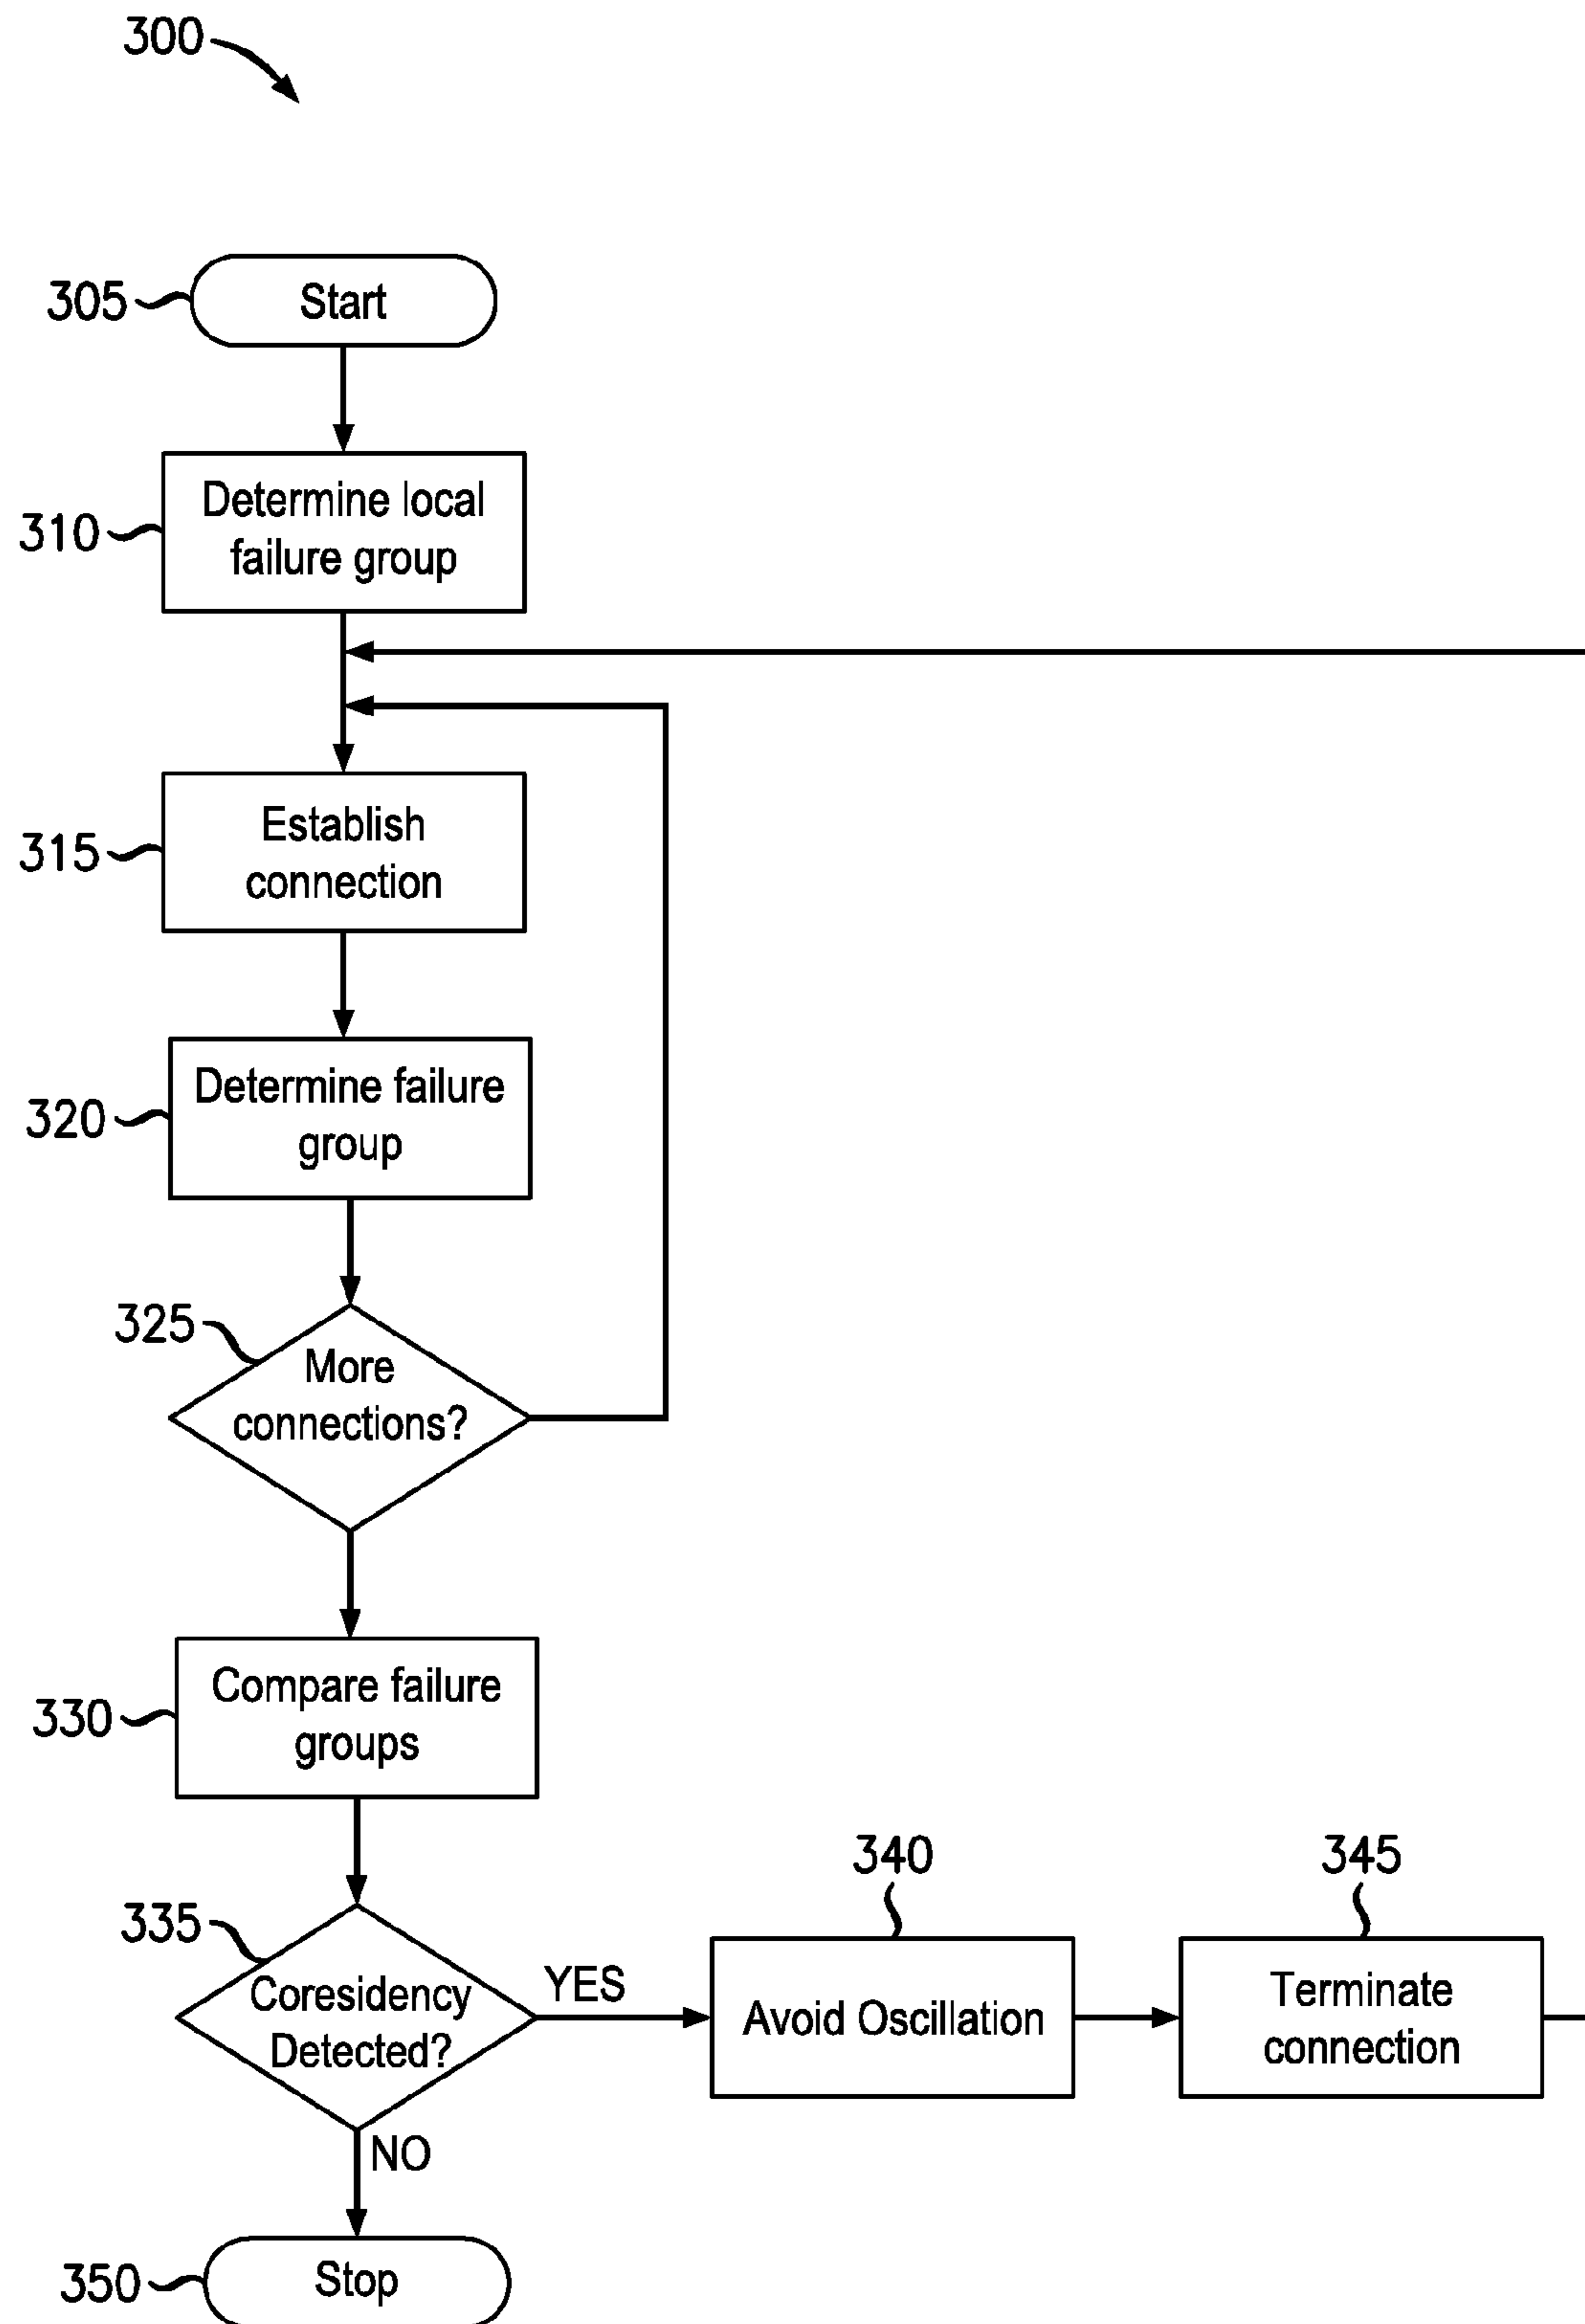 300
305
Start
310
Determine local
failure group
315
Establish
connection
320
Determine failure
group
325
More
connections?
330
Compare failure
groups
335
Coresidency
Detected?
YES
340
Avoid Oscillation
345
Terminate
connection
NO
350
Stop